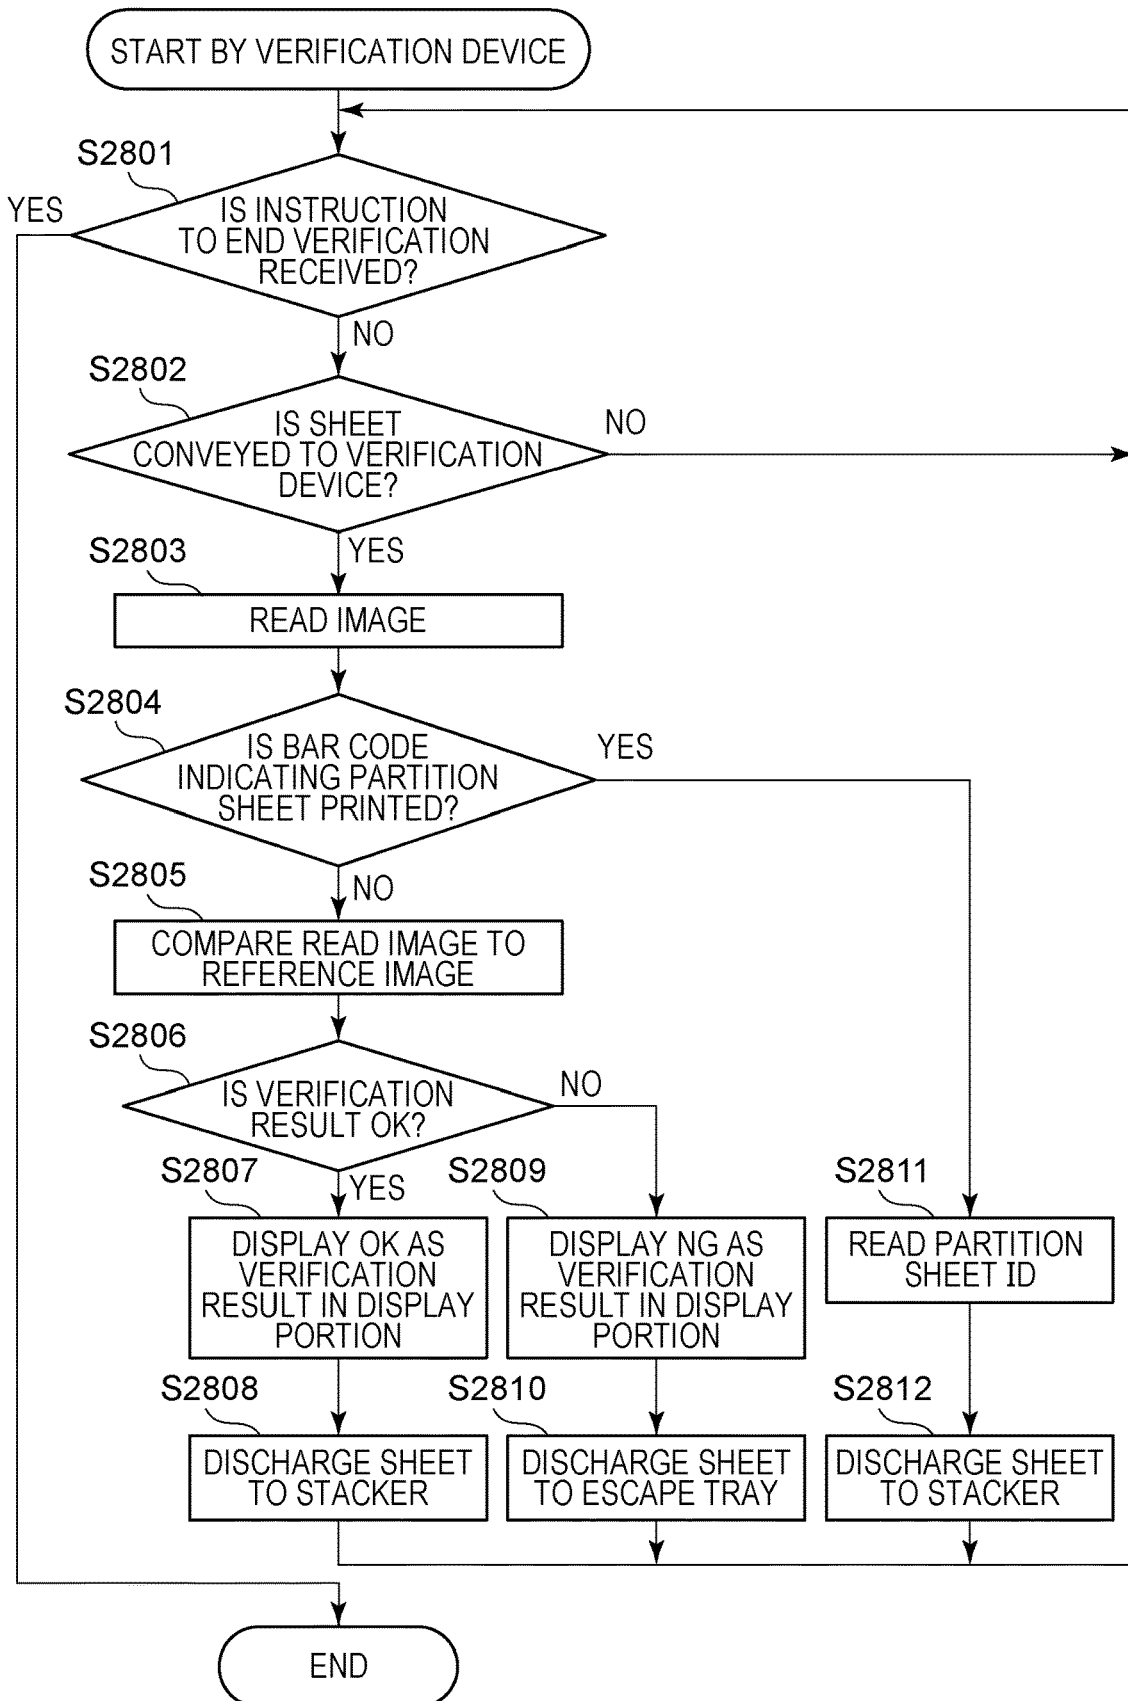 START BY VERIFICATION DEVICE
S2801
YES
IS INSTRUCTION
TO END VERIFICATION
RECEIVED?
NO
S2802
IS SHEET
CONVEYED TO VERIFICATION
DEVICE?
NO
YES
S2803
READ IMAGE
S2804
IS BAR CODE
INDICATING PARTITION
SHEET PRINTED?
YES
NO
S2805
COMPARE READ IMAGE TO
REFERENCE IMAGE
S2806
IS VERIFICATION
RESULT OK?
NO
YES
S2807
DISPLAY OK AS
VERIFICATION
RESULT IN DISPLAY
PORTION
S2809
DISPLAY NG AS
VERIFICATION
RESULT IN DISPLAY
PORTION
S2811
READ PARTITION
SHEET ID
S2808
DISCHARGE SHEET
TO STACKER
S2810
DISCHARGE SHEET
TO ESCAPE TRAY
S2812
DISCHARGE SHEET
TO STACKER
END